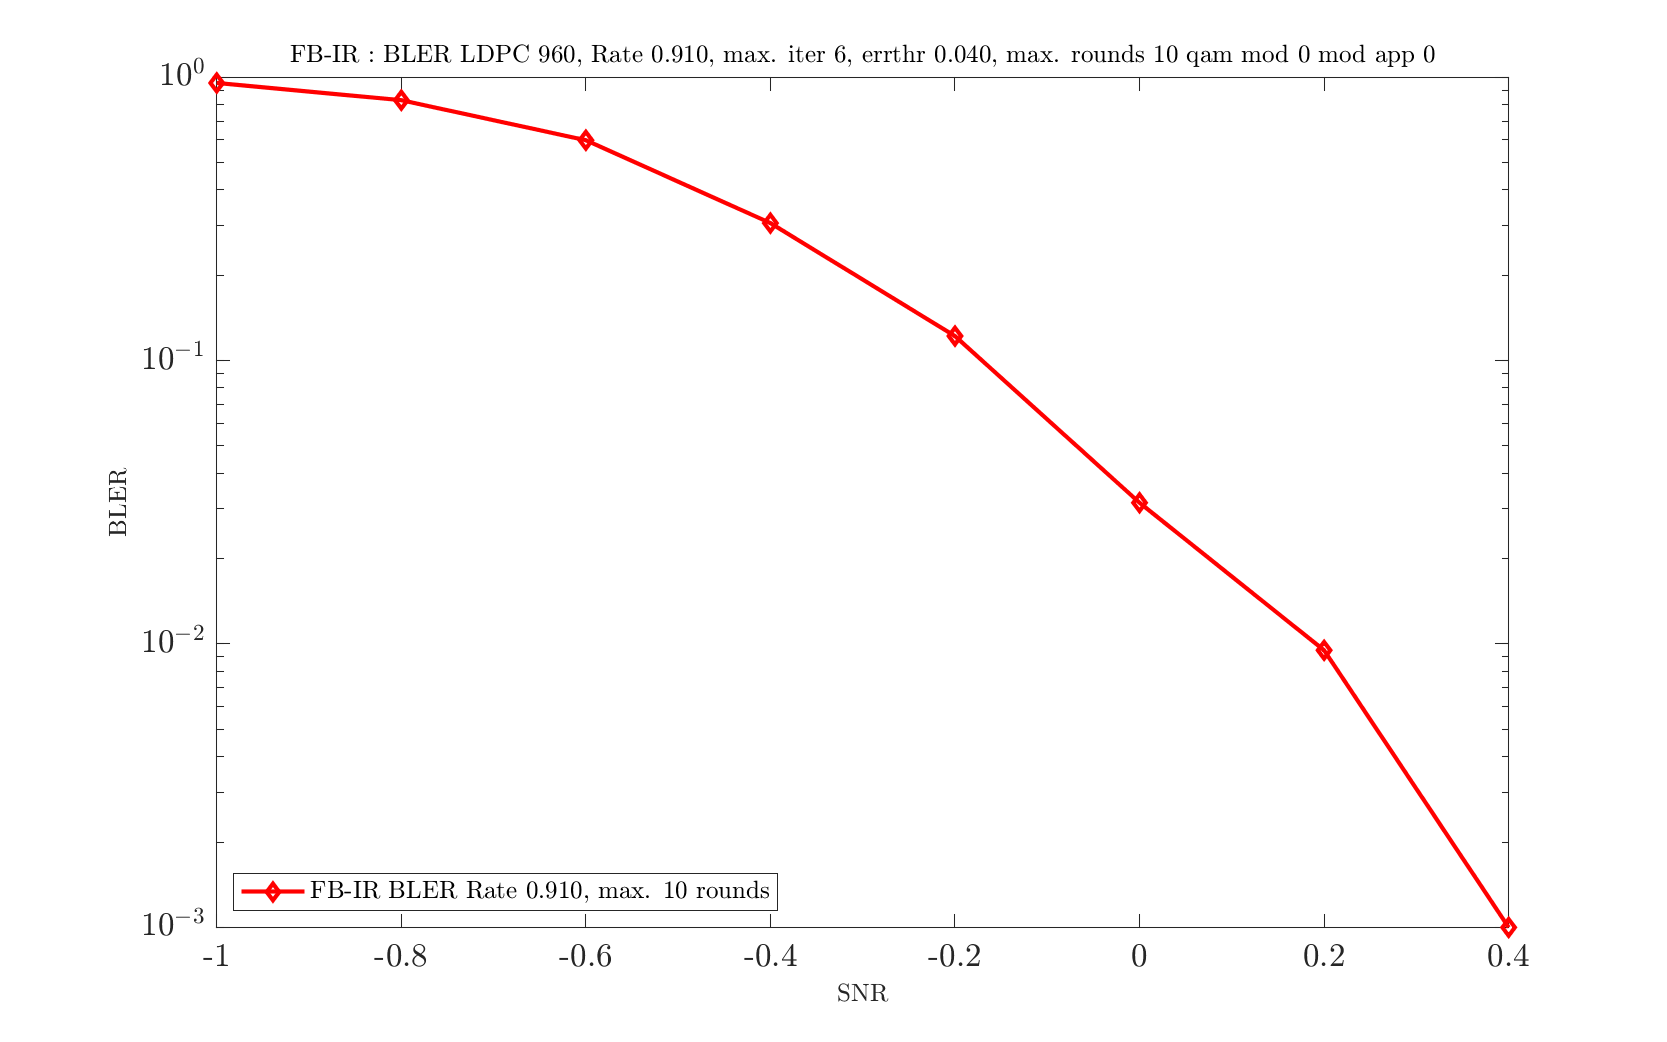 FB-IR : BLER LDPC 960, Rate 0.910, max. iter 6, errthr 0.040, max. rounds 10 qam mod 0 mod app 0
10^0
10^-1
BLER
10^-2
FB-IR BLER Rate 0.910, max. 10 rounds
10^-3
-1 -0.8 -0.6 -0.4 -0.2 0 0.2 0.4
SNR